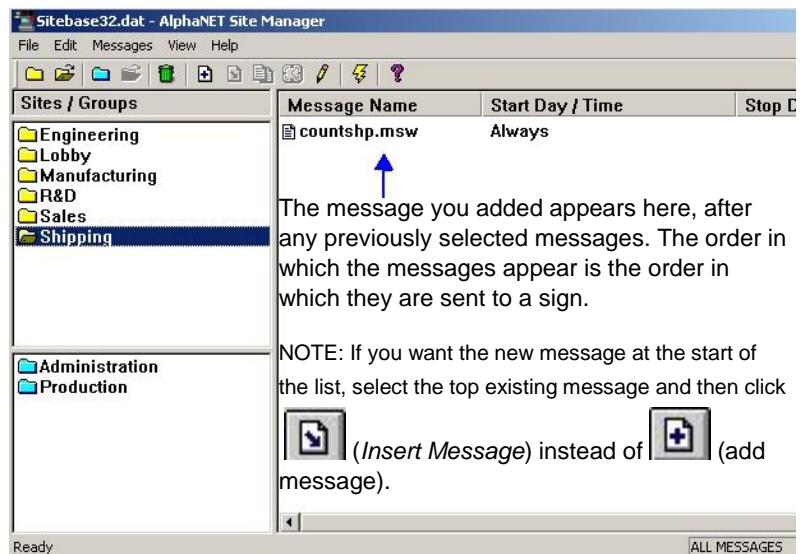 Sitebase32.dat - AlphaNET Site Manager
File Edit Messages View Help
Sites / Groups
Message Name Start Day / Time Stop D
Engineering
Lobby
Manufacturing
R&D
Sales
Shipping
countshp.msw Always
The message you added appears here, after
any previously selected messages. The order in
which the messages appear is the order in
which they are sent to a sign.
NOTE: If you want the new message at the start of
the list, select the top existing message and then click
(Insert Message) instead of (add
message).
Administration
Production
Ready ALL MESSAGES